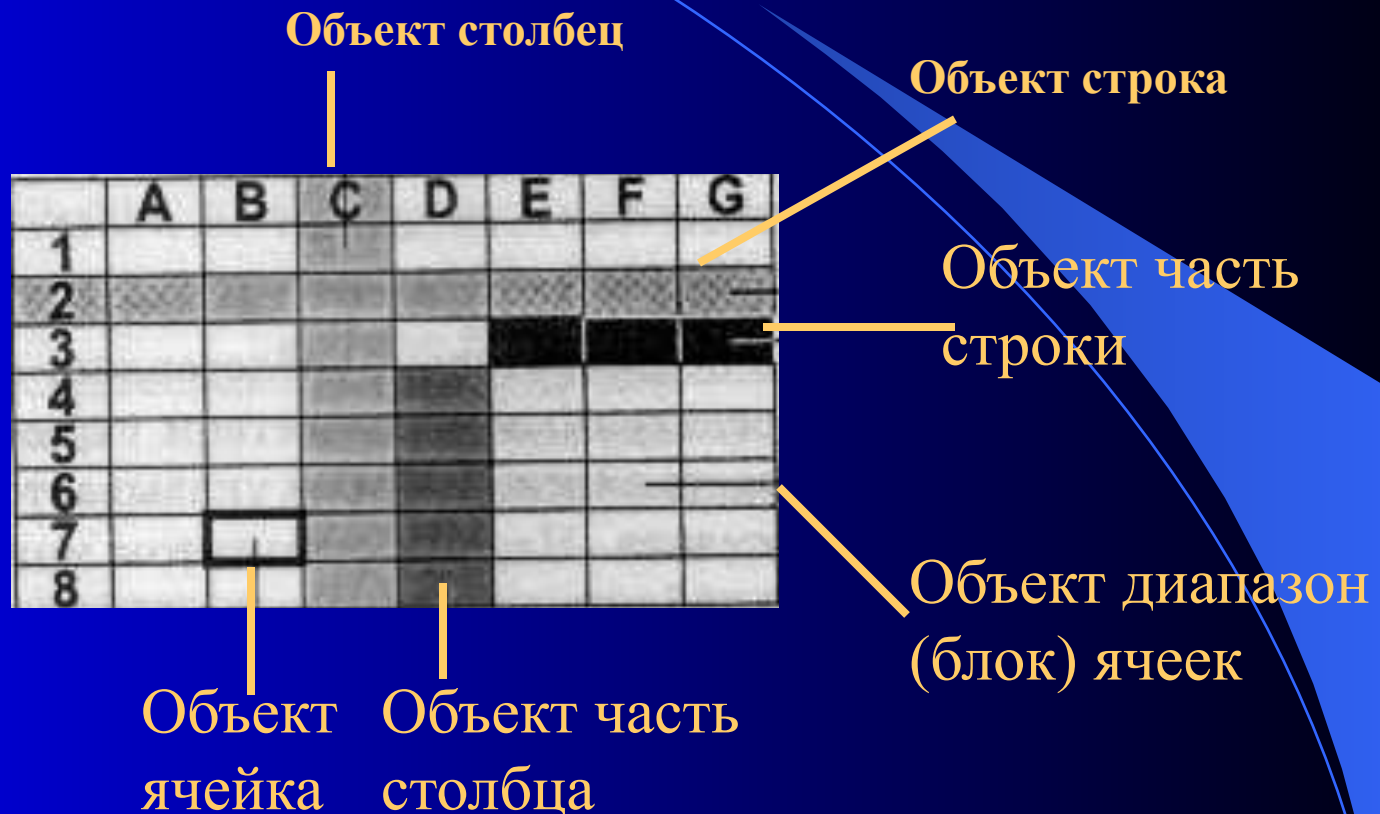 Объект столбец
Объект строка
A B C D E F G
1
2
3
4
5
6
7
8
Объект часть
строки
Объект диапазон
(блок) ячеек
Объект
ячейка
Объект часть
столбца